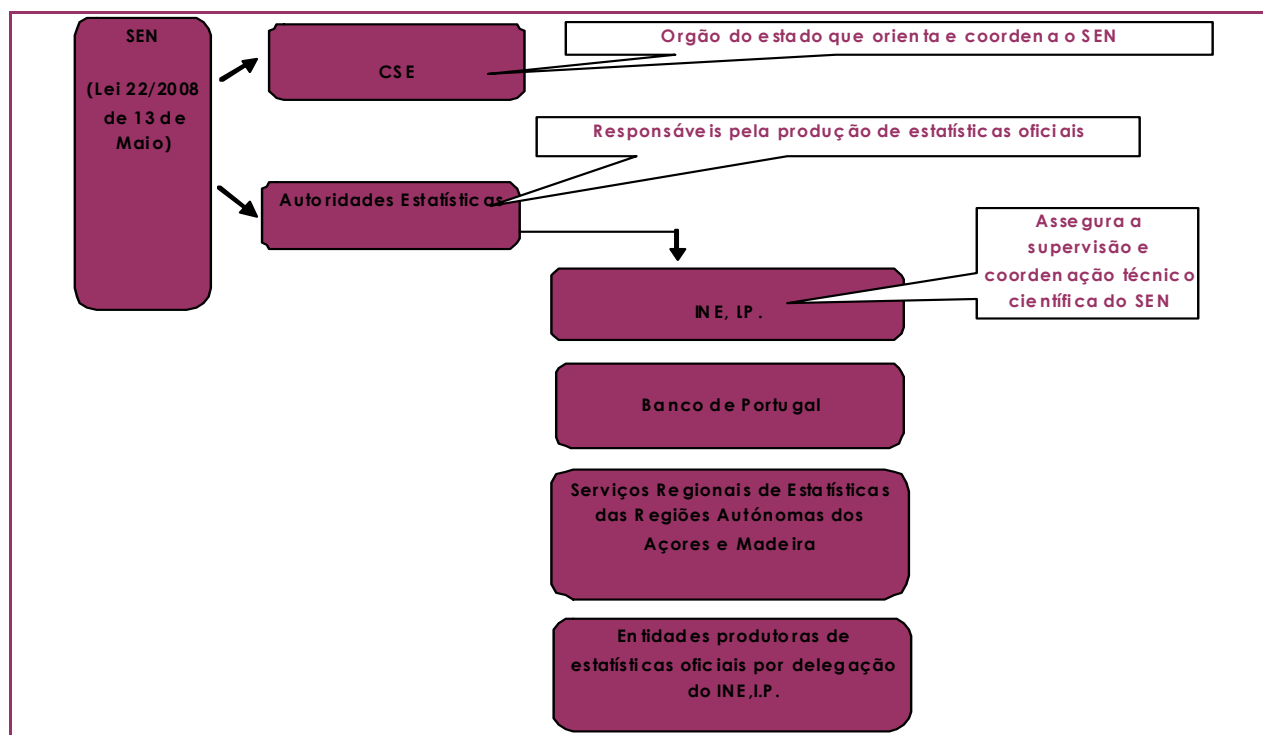 SEN
(Lei 22/2008
de 13 de
Maio)
CSE
Orgão do estado que orienta e coordena o SEN
Responsáveis pela produção de estatísticas oficiais
Autoridades Estatísticas
Assegura a
supervisão e
coordenação técnico
científica do SEN
INE, I.P.
Banco de Portugal
Serviços Regionais de Estatísticas
das Regiões Autónomas dos
Açores e Madeira
Entidades produtoras de
estatísticas oficiais por delegação
do INE,I.P.